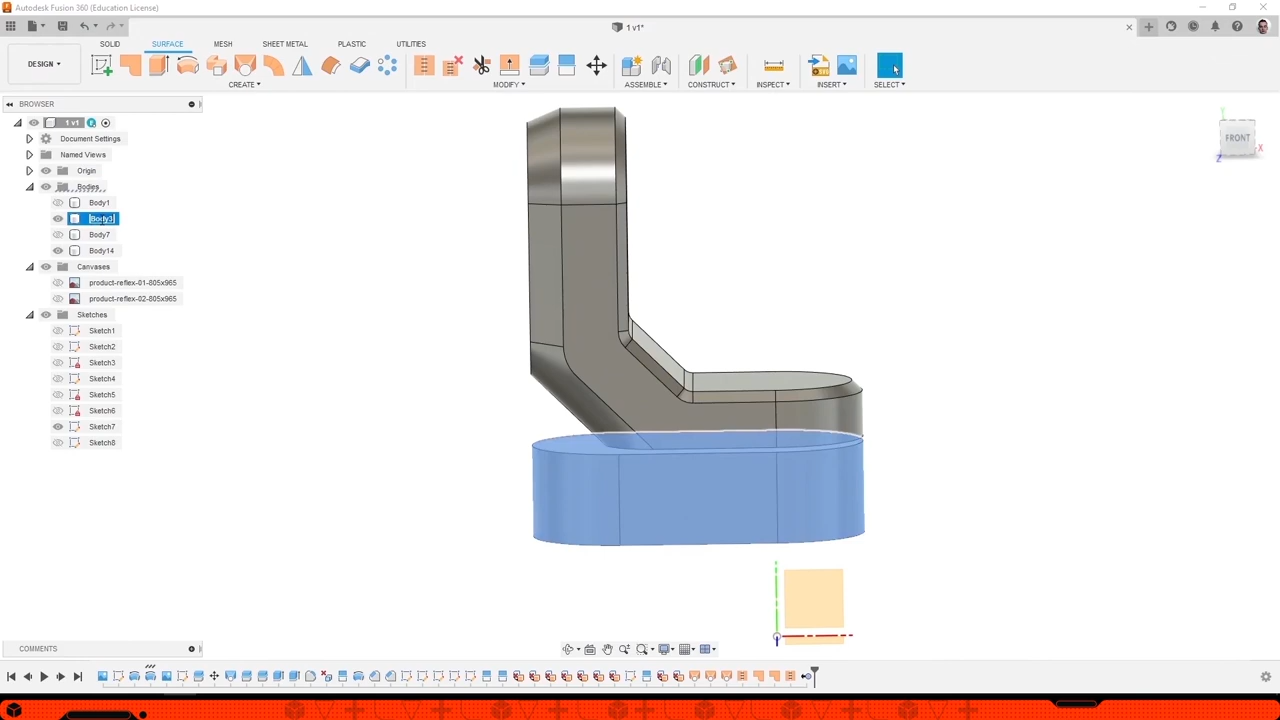 Autodesk Fusion 360 (Education License)
1 v1*
DESIGN
SOLID
SURFACE
MESH
SHEET METAL
PLASTIC
UTILITIES
CREATE
MODIFY
ASSEMBLE
CONSTRUCT
INSPECT
INSERT
SELECT
BROWSER
1 v1
Document Settings
Named Views
Origin
Bodies
Body1
Body3
Body7
Body14
Canvases
product-reflex-01-805x965
product-reflex-02-805x965
Sketches
Sketch1
Sketch2
Sketch3
Sketch4
Sketch5
Sketch6
Sketch7
Sketch8
Y
FRONT
X
Z
COMMENTS